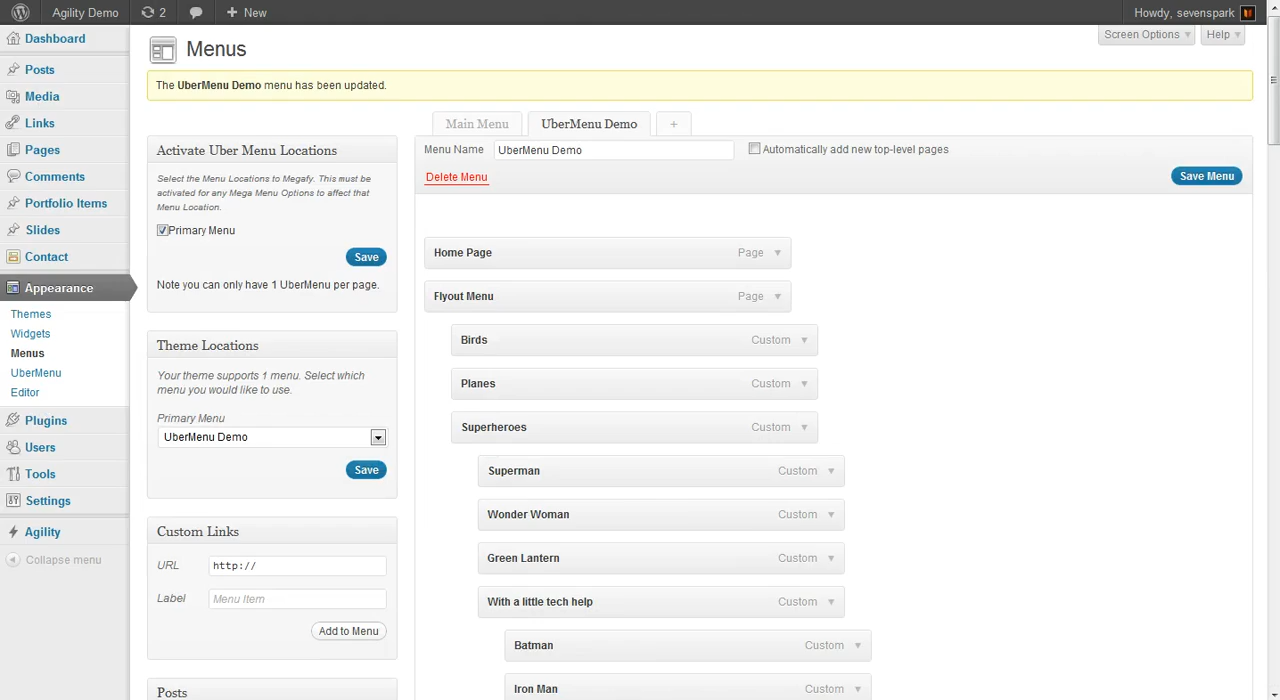 Agility Demo 2 New Howdy, sevenspark
Screen Options Help
Dashboard
Posts
Media
Links
Pages
Comments
Portfolio Items
Slides
Contact
Appearance
Themes
Widgets
Menus
UberMenu
Editor
Plugins
Users
Tools
Settings
Agility
Collapse menu
Menus
The UberMenu Demo menu has been updated.
Activate Uber Menu Locations
Select the Menu Locations to Megafy. This must be
activated for any Mega Menu Options to affect that
Menu Location.
Primary Menu
Save
Note you can only have 1 UberMenu per page.
Theme Locations
Your theme supports 1 menu. Select which
menu you would like to use.
Primary Menu
UberMenu Demo
Save
Custom Links
URL http://
Label Menu Item
Add to Menu
Posts
Main Menu UberMenu Demo +
Menu Name UberMenu Demo Automatically add new top-level pages
Delete Menu Save Menu
Home Page Page
Flyout Menu Page
Birds Custom
Planes Custom
Superheroes Custom
Superman Custom
Wonder Woman Custom
Green Lantern Custom
With a little tech help Custom
Batman Custom
Iron Man Custom